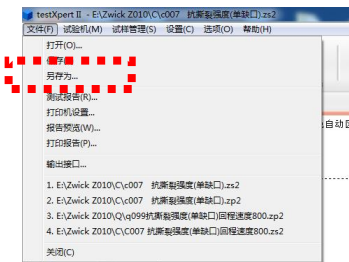 testXpert II - E:\Zwick Z010\C\c007 抗撕裂强度(单缺口).zs2
文件(F) 试验机(M) 试样管理(S) 设置(C) 选项(O) 帮助(H)
打开(O)...
另存为...
测试报告(R)...
打印机设置...
报告预览(W)...
打印报告(P)...
输出接口...
1. E:\Zwick Z010\C\c007 抗撕裂强度(单缺口).zs2
2. E:\Zwick Z010\C\c007 抗撕裂强度(单缺口).zp2
3. E:\Zwick Z010\Q\q099抗撕裂强度(单缺口)回程速度800.zp2
4. E:\Zwick Z010\C\C007 抗撕裂强度(单缺口)回程速度800.zs2
关闭(C)
自动